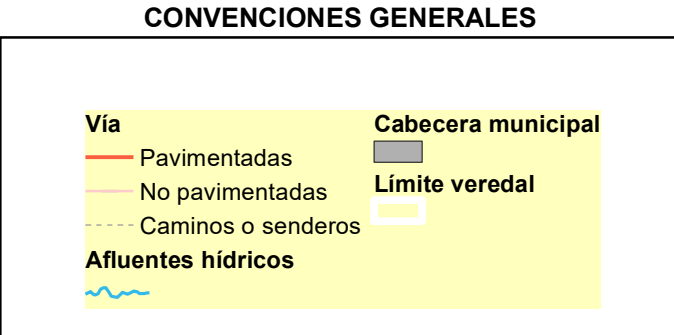 CONVENCIONES GENERALES
Vía
Pavimentadas
No pavimentadas
Caminos o senderos
Afluentes hídricos
Cabecera municipal
Límite veredal